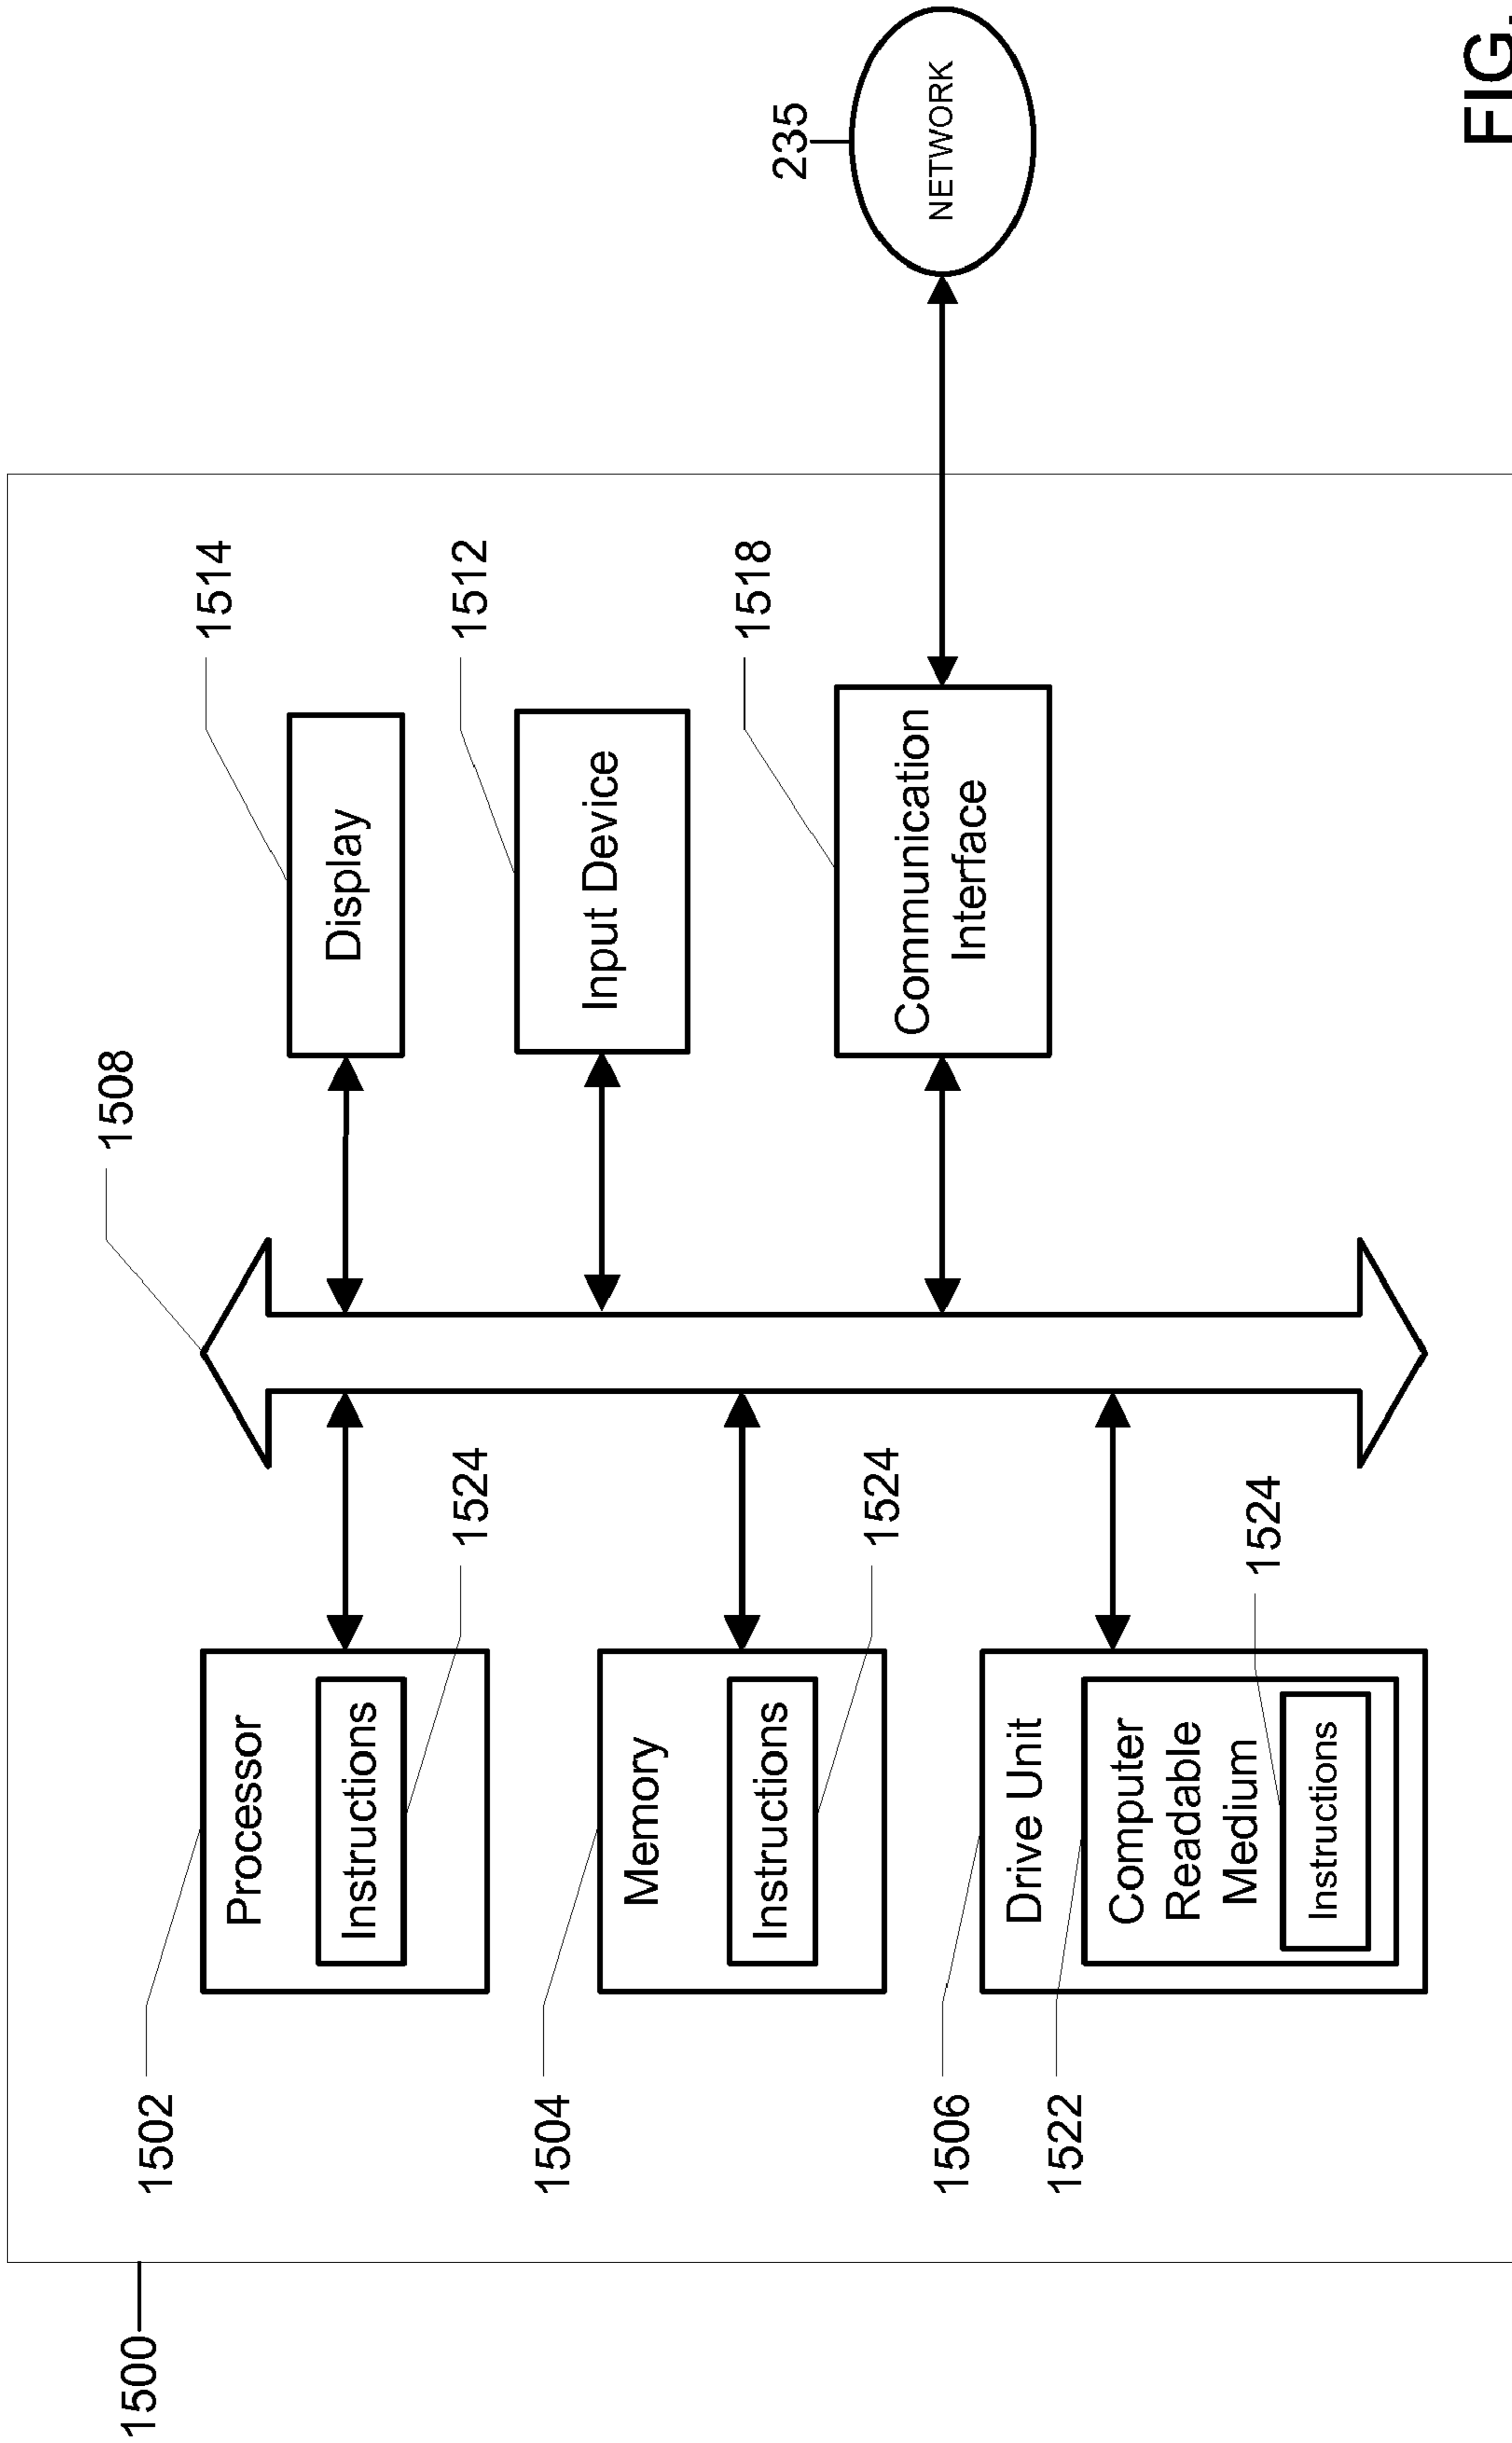 1500
1502
Processor
Instructions
1524
1504
Memory
Instructions
1524
1506
1522
Drive Unit
Computer
Readable
Medium
Instructions
1524
1508
1514
Display
1512
Input Device
1518
Communication
Interface
235
NETWORK
FIG.